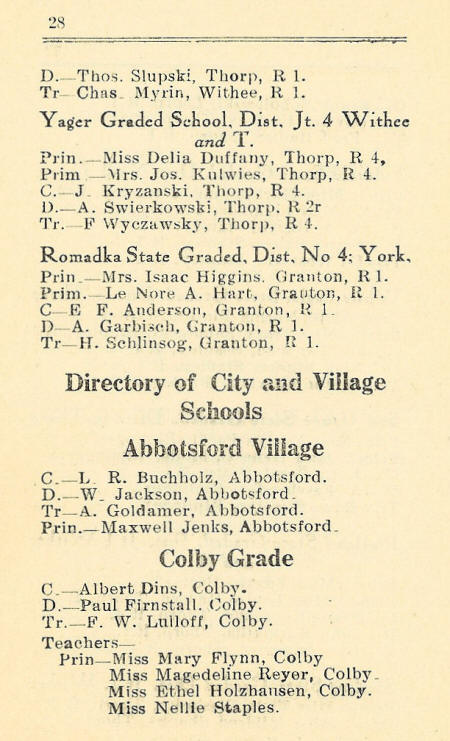 28
D.—Thos. Slupski, Thorp, R 1.
Tr— Chas. Myrin, Withee, R 1.
Yager Graded School, Dist. Jt. 4 Withee
and T.
Prin.—Miss Delia Duffany, Thorp, R 4,
Prim —Mrs. Jos. Kulwies, Thorp, R 4.
C.—J. Kryzanski, Thorp, R 4.
D.—A. Swierkowski, Thorp. R 2r
Tr.—F Wyczawsky, Thorp, R 4.
Romadka State Graded, Dist, No 4; York,
Prin.—Mrs. Isaac Higgins. Granton, R 1.
Prim.—Le Nore A. Hart, Granton, R 1.
C—E F. Anderson, Granton, R 1.
D—A. Garbisch, Granton, R 1.
Tr—H. Schlinsog, Granton, R 1.
Directory of City and Village
Schools
Abbotsford Village
C.—L. R. Buchholz, Abbotsford.
D.—W. Jackson, Abbotsford.
Tr—A. Goldamer, Abbotsford.
Prin.—Maxwell Jenks, Abbotsford.
Colby Grade
C.—Albert Dins, Colby.
D.—Paul Firnstall. Colby.
Tr.—F. W. Lulloff, Colby.
Teachers—
Prin—Miss Mary Flynn, Colby
Miss Magedeline Reyer, Colby.
Miss Ethel Holzhausen, Colby.
Miss Nellie Staples.